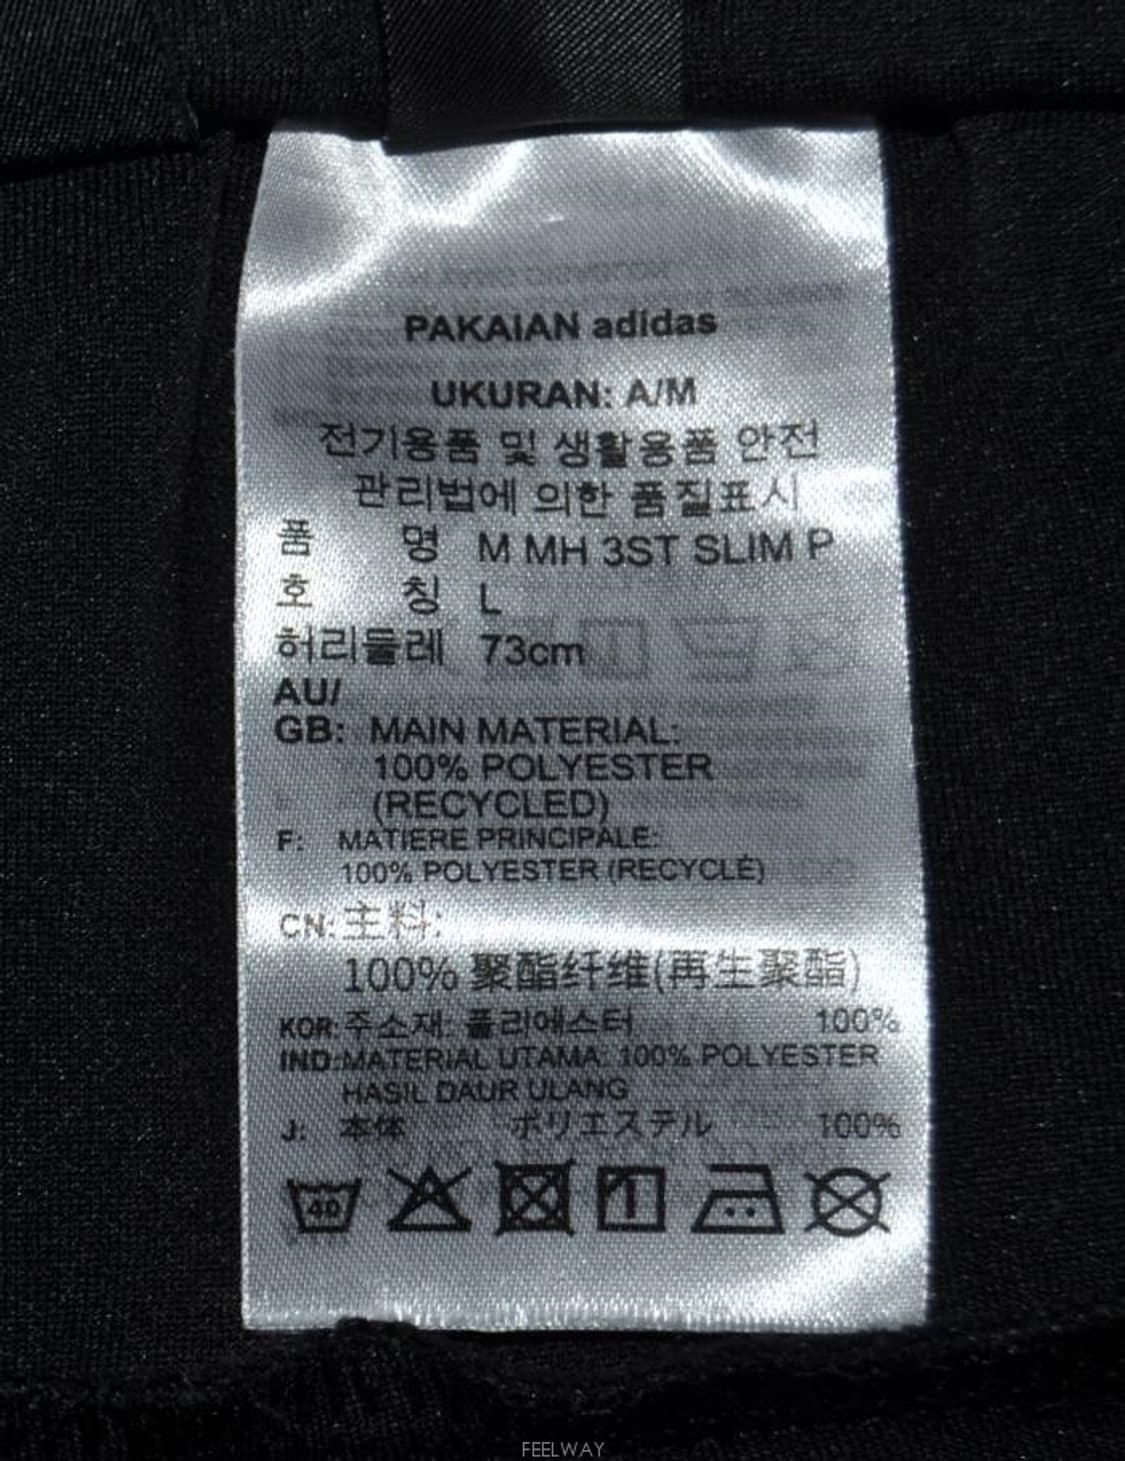 PAKAIAN adidas
UKURAN: A/M
전기용품 및 생활용품 안전
관리법에 의한 품질표시
품 명 M MH 3ST SLIM P
호 칭 L
허리둘레 73cm
AU/
GB: MAIN MATERIAL:
100% POLYESTER
(RECYCLED)
F: MATIERE PRINCIPALE:
100% POLYESTER (RECYCLÉ)
CN: 主料:
100% 聚酯纤维(再生聚酯)
KOR: 주소재: 폴리에스터 100%
IND: MATERIAL UTAMA: 100% POLYESTER
HASIL DAUR ULANG
J: 本体 ポリエステル 100%
40
FEELWAY